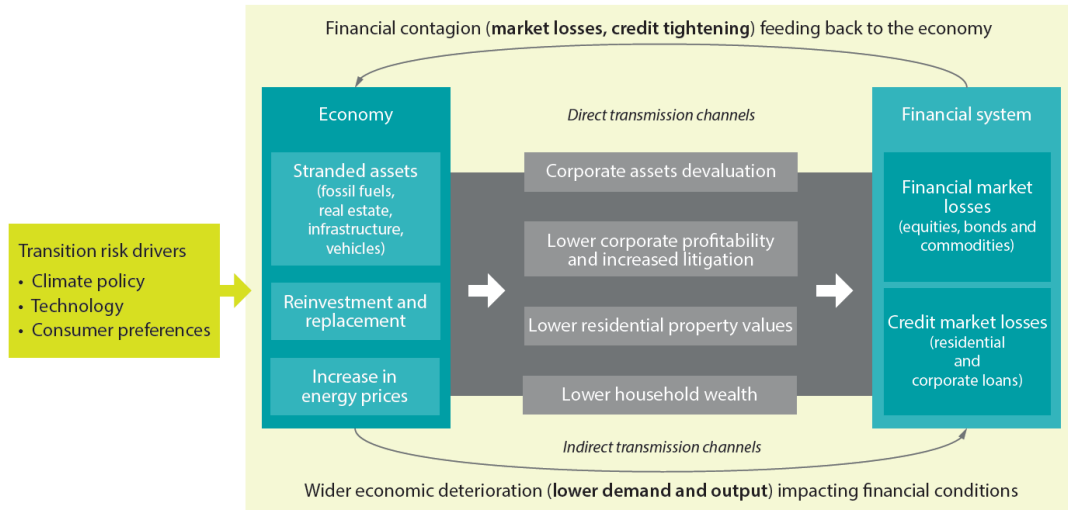 Financial contagion (market losses, credit tightening) feeding back to the economy
Economy
Direct transmission channels
Financial system
Transition risk drivers
• Climate policy
• Technology
• Consumer preferences
Stranded assets
(fossil fuels,
real estate,
infrastructure,
vehicles)
Reinvestment and
replacement
Increase in
energy prices
Corporate assets devaluation
Lower corporate profitability
and increased litigation
Lower residential property values
Lower household wealth
Financial market
losses
(equities, bonds and
commodities)
Credit market losses
(residential
and
corporate loans)
Indirect transmission channels
Wider economic deterioration (lower demand and output) impacting financial conditions